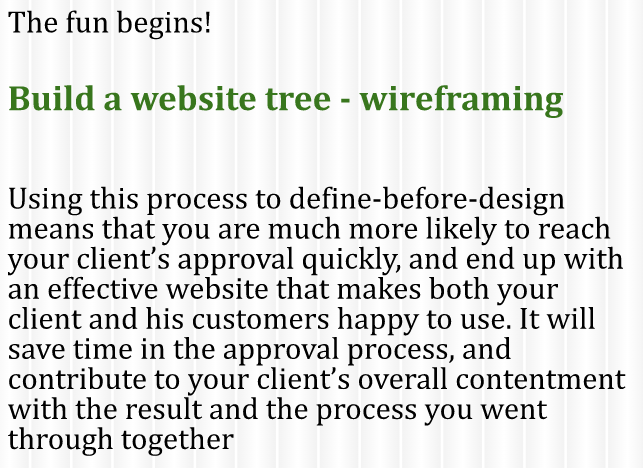 The fun begins!
Build a website tree - wireframing
Using this process to define-before-design
means that you are much more likely to reach
your client’s approval quickly, and end up with
an effective website that makes both your
client and his customers happy to use. It will
save time in the approval process, and
contribute to your client’s overall contentment
with the result and the process you went
through together